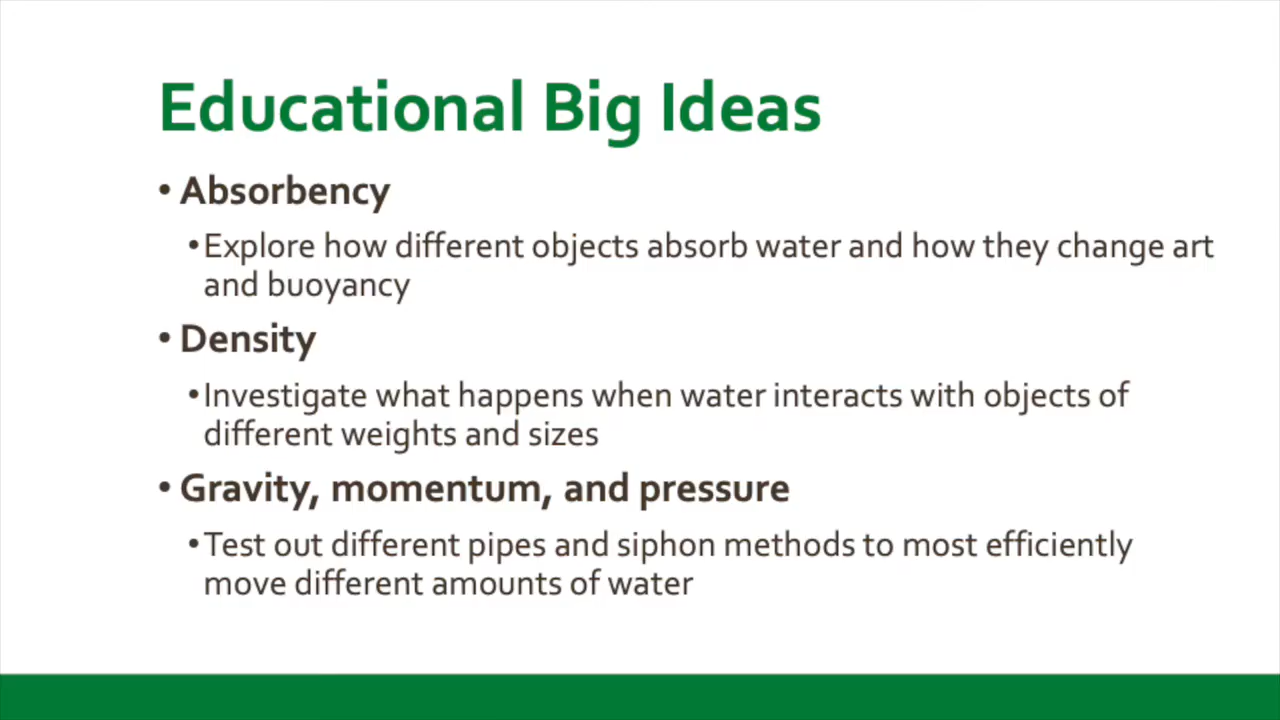 Educational Big Ideas
• Absorbency
• Explore how different objects absorb water and how they change art
and buoyancy
• Density
• Investigate what happens when water interacts with objects of
different weights and sizes
• Gravity, momentum, and pressure
• Test out different pipes and siphon methods to most efficiently
move different amounts of water